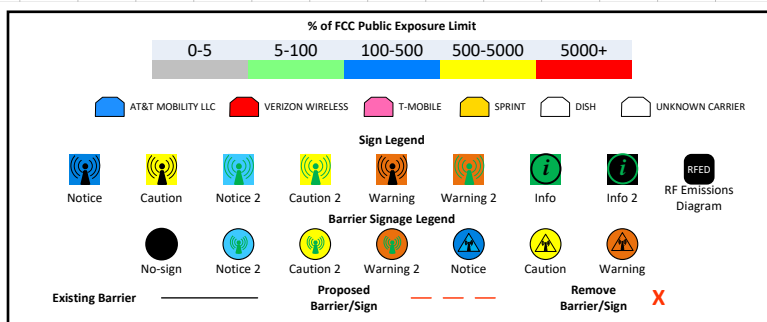 % of FCC Public Exposure Limit
0-5 5-100 100-500 500-5000 5000+
AT&T MOBILITY LLC VERIZON WIRELESS T-MOBILE SPRINT DISH UNKNOWN CARRIER
Sign Legend
i i RFED
Notice Caution Notice 2 Caution 2 Warning Warning 2 Info Info 2 RF Emissions
Diagram
Barrier Signage Legend
No-sign Notice 2 Caution 2 Warning 2 Notice Caution Warning
Existing Barrier Proposed
Barrier/Sign Remove
Barrier/Sign X